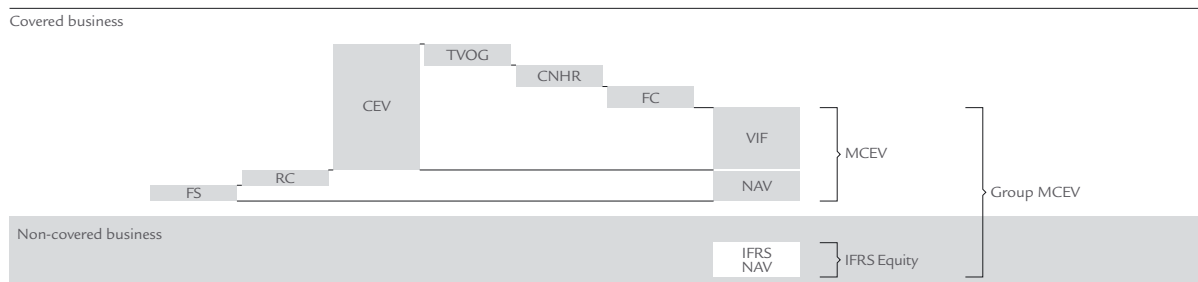 Covered business
TVOG
CNHR
CEV
FC
VIF
MCEV
RC
NAV
FS
Group MCEV
Non-covered business
IFRS
NAV
IFRS Equity